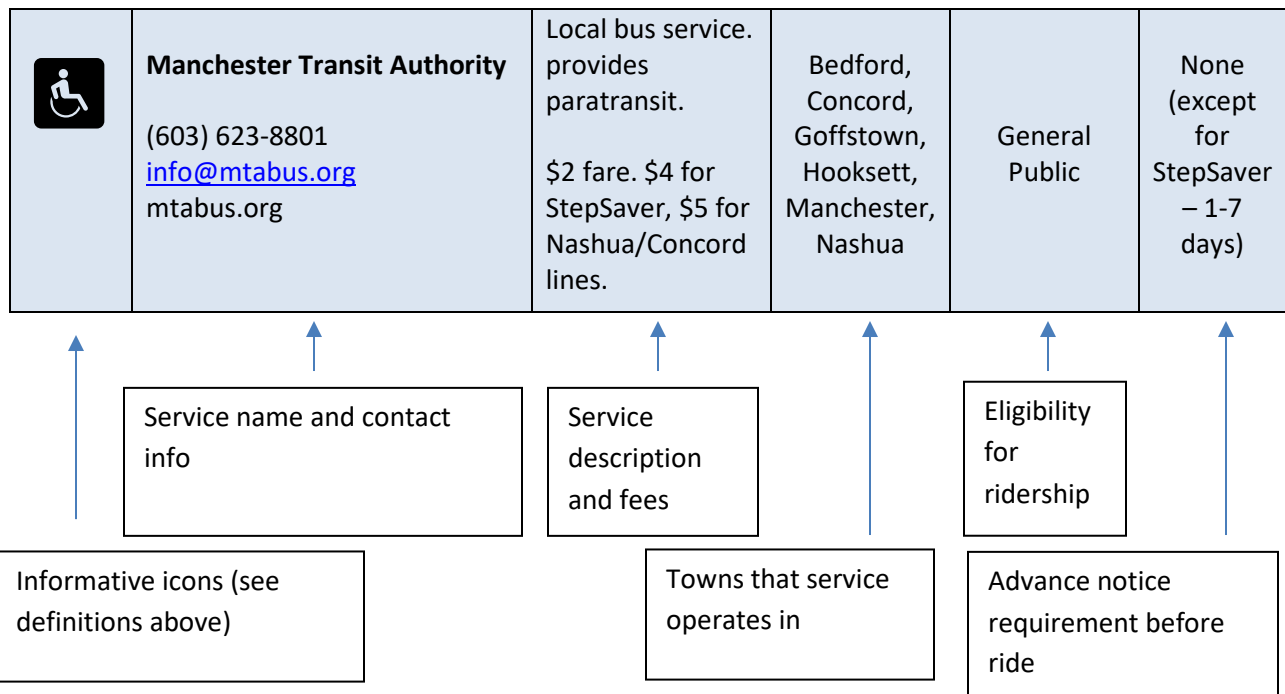 Manchester Transit Authority
(603) 623-8801
info@mtabus.org
mtabus.org
Local bus service.
provides
paratransit.
$2 fare. $4 for
StepSaver, $5 for
Nashua/Concord
lines.
Bedford,
Concord,
Goffstown,
Hooksett,
Manchester,
Nashua
General
Public
None
(except
for
StepSaver
– 1-7
days)
Service name and contact
info
Service
description
and fees
Eligibility
for
ridership
Informative icons (see
definitions above)
Towns that service
operates in
Advance notice
requirement before
ride